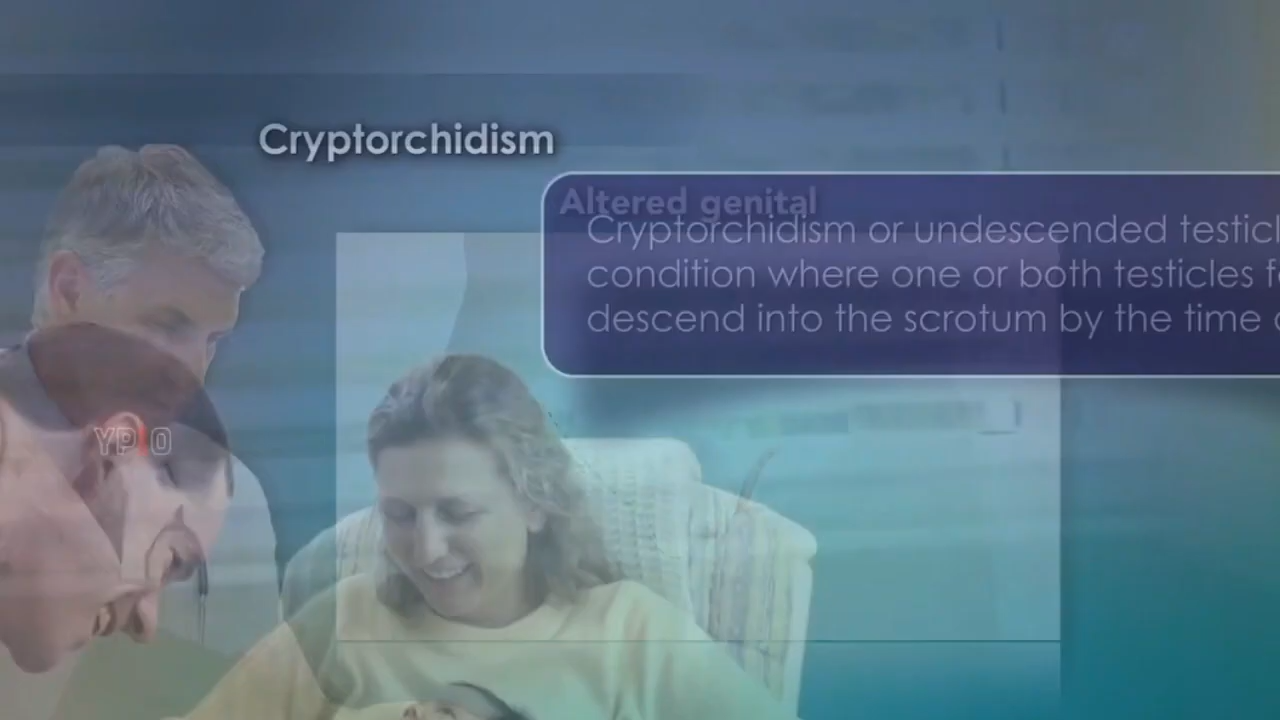 Cryptorchidism
Altered genital
Cryptorchidism or undescended
condition where one or both testicles
descend into the scrotum by the time